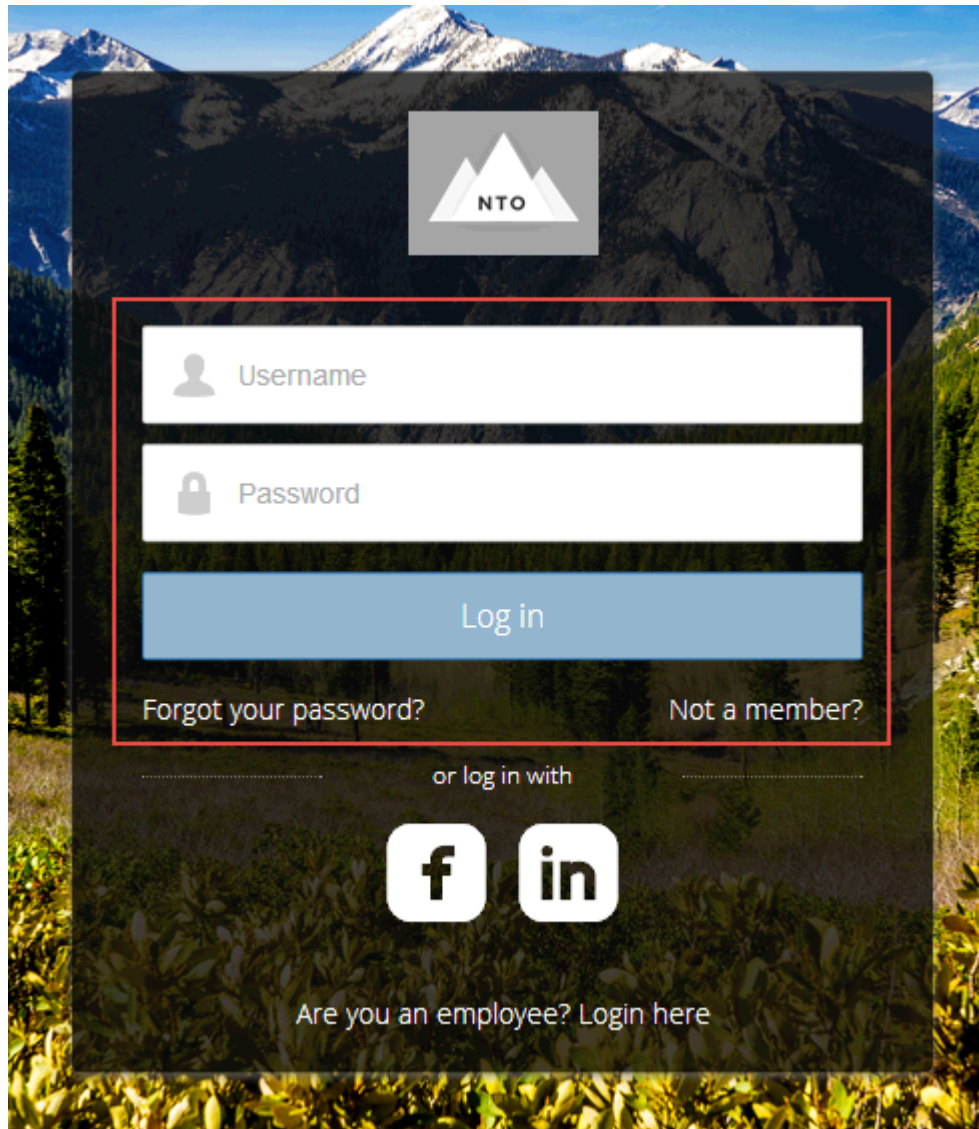 NTO
Username
Password
Log in
Forgot your password? Not a member?
or log in with
f in
Are you an employee? Login here